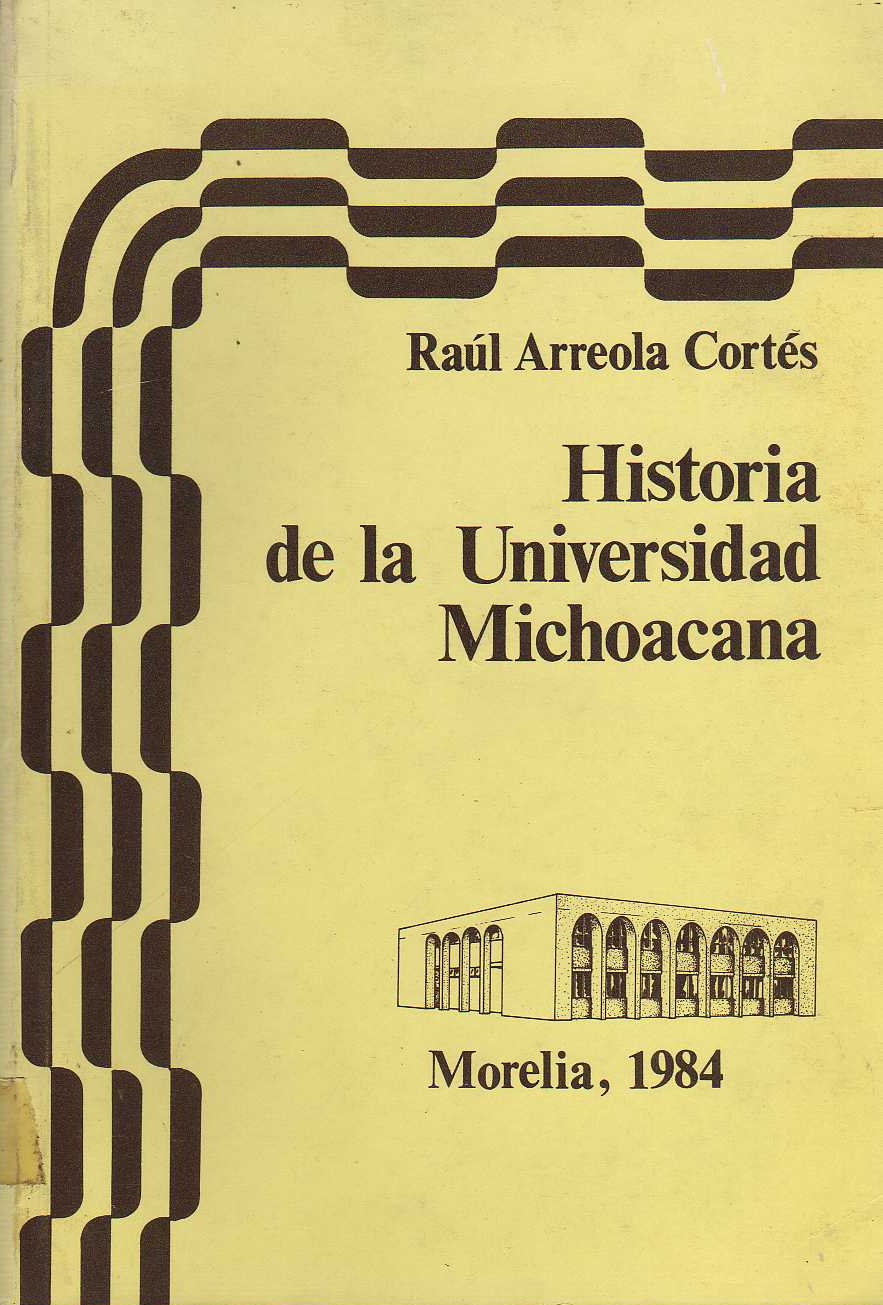 Raúl Arreola Cortés
Historia
de la Universidad
Michoacana
Morelia, 1984